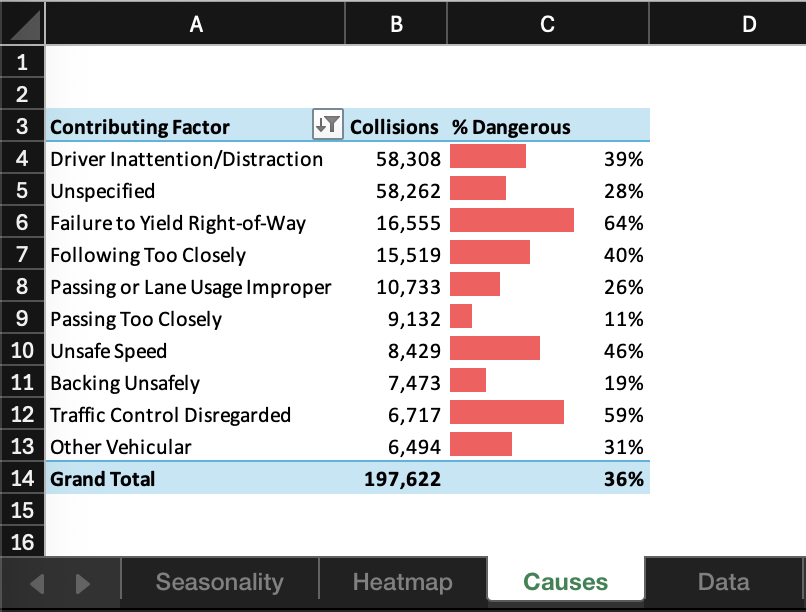 A B C D
1
2
3 Contributing Factor Collisions % Dangerous
4 Driver Inattention/Distraction 58,308 39%
5 Unspecified 58,262 28%
6 Failure to Yield Right-of-Way 16,555 64%
7 Following Too Closely 15,519 40%
8 Passing or Lane Usage Improper 10,733 26%
9 Passing Too Closely 9,132 11%
10 Unsafe Speed 8,429 46%
11 Backing Unsafely 7,473 19%
12 Traffic Control Disregarded 6,717 59%
13 Other Vehicular 6,494 31%
14 Grand Total 197,622 36%
15
16
Seasonality Heatmap Causes Data